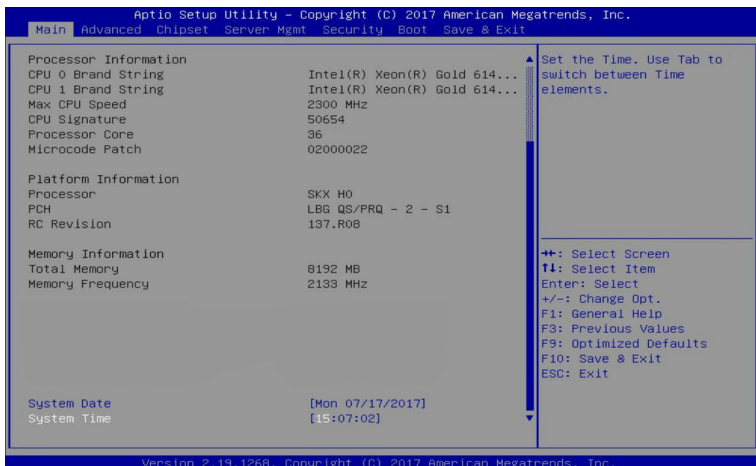 Aptio Setup Utility – Copyright (C) 2017 American Megatrends, Inc.
Main Advanced Chipset Server Mgmt Security Boot Save & Exit
Processor Information
CPU 0 Brand String Intel(R) Xeon(R) Gold 614...
CPU 1 Brand String Intel(R) Xeon(R) Gold 614...
Max CPU Speed 2300 MHz
CPU Signature 50654
Processor Core 36
Microcode Patch 02000022
Platform Information
Processor SKX H0
PCH LBG QS/PRQ - 2 - S1
RC Revision 137.R08
Memory Information
Total Memory 8192 MB
Memory Frequency 2133 MHz
System Date [Mon 07/17/2017]
System Time [15:07:02]
Set the Time. Use Tab to
switch between Time
elements.
→←: Select Screen
↑↓: Select Item
Enter: Select
+/-: Change Opt.
F1: General Help
F3: Previous Values
F9: Optimized Defaults
F10: Save & Exit
ESC: Exit
Version 2.19.1268. Copyright (C) 2017 American Megatrends, Inc.